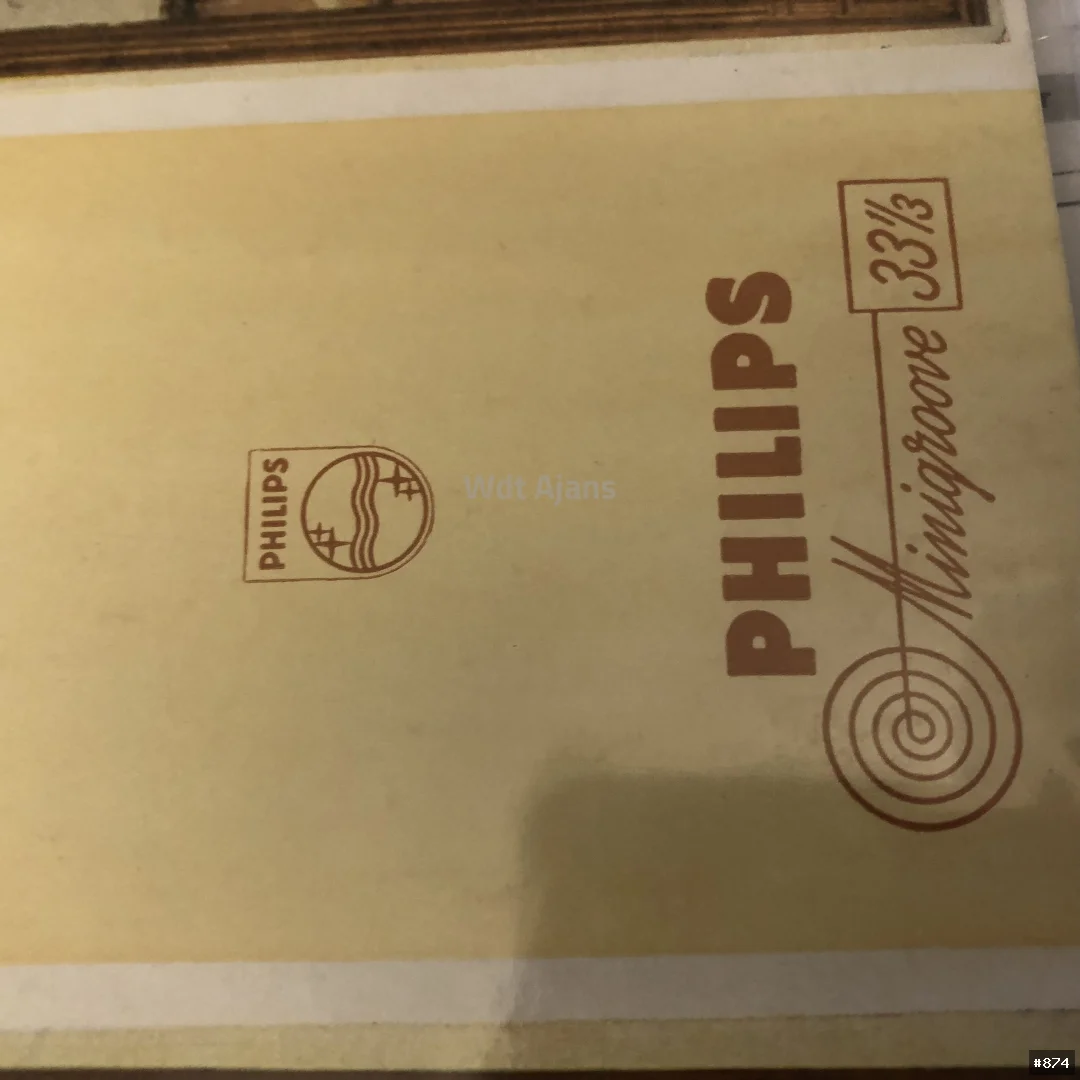 PHILIPS
Minigroove 33⅓
PHILIPS
Wdt Ajans
#874